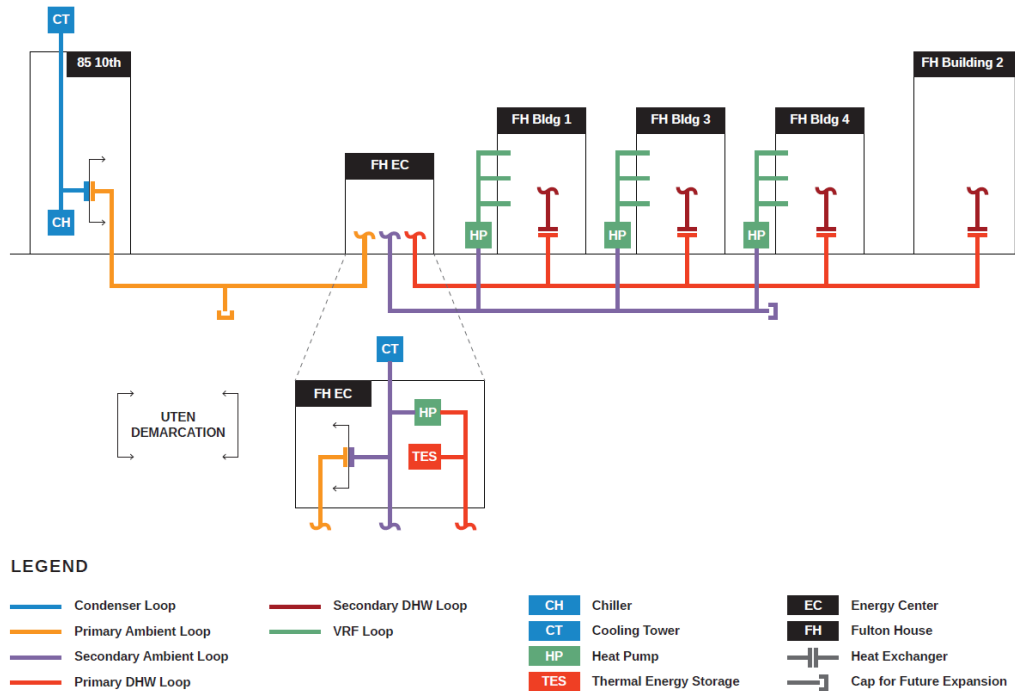 CT
85 10th
FH Building 2
FH Bldg 1
FH Bldg 3
FH Bldg 4
FH EC
CH
HP
HP
HP
CT
FH EC
HP
TES
UTEN
DEMARCATION
LEGEND
Condenser Loop
Primary Ambient Loop
Secondary Ambient Loop
Primary DHW Loop
Secondary DHW Loop
VRF Loop
CH Chiller
CT Cooling Tower
HP Heat Pump
TES Thermal Energy Storage
EC Energy Center
FH Fulton House
Heat Exchanger
Cap for Future Expansion